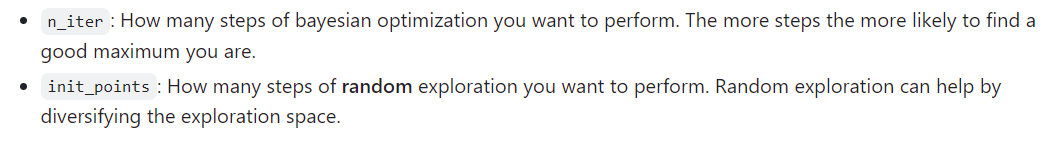 • n_iter: How many steps of bayesian optimization you want to perform. The more steps the more likely to find a
good maximum you are.
• init_points: How many steps of random exploration you want to perform. Random exploration can help by
diversifying the exploration space.